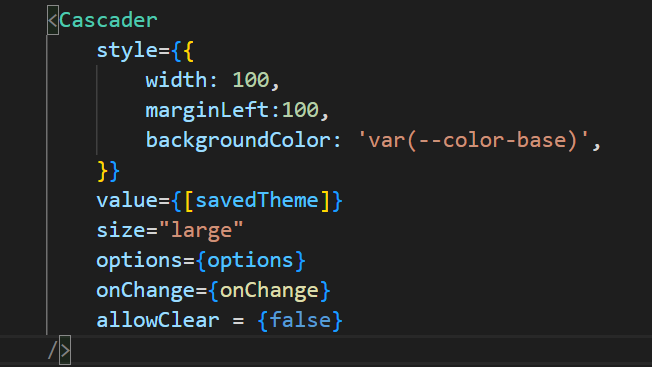 <Cascader
style={{
width: 100,
marginLeft:100,
backgroundColor: 'var(--color-base)',
}}
value={[savedTheme]}
size="large"
options={options}
onChange={onChange}
allowClear = {false}
/>